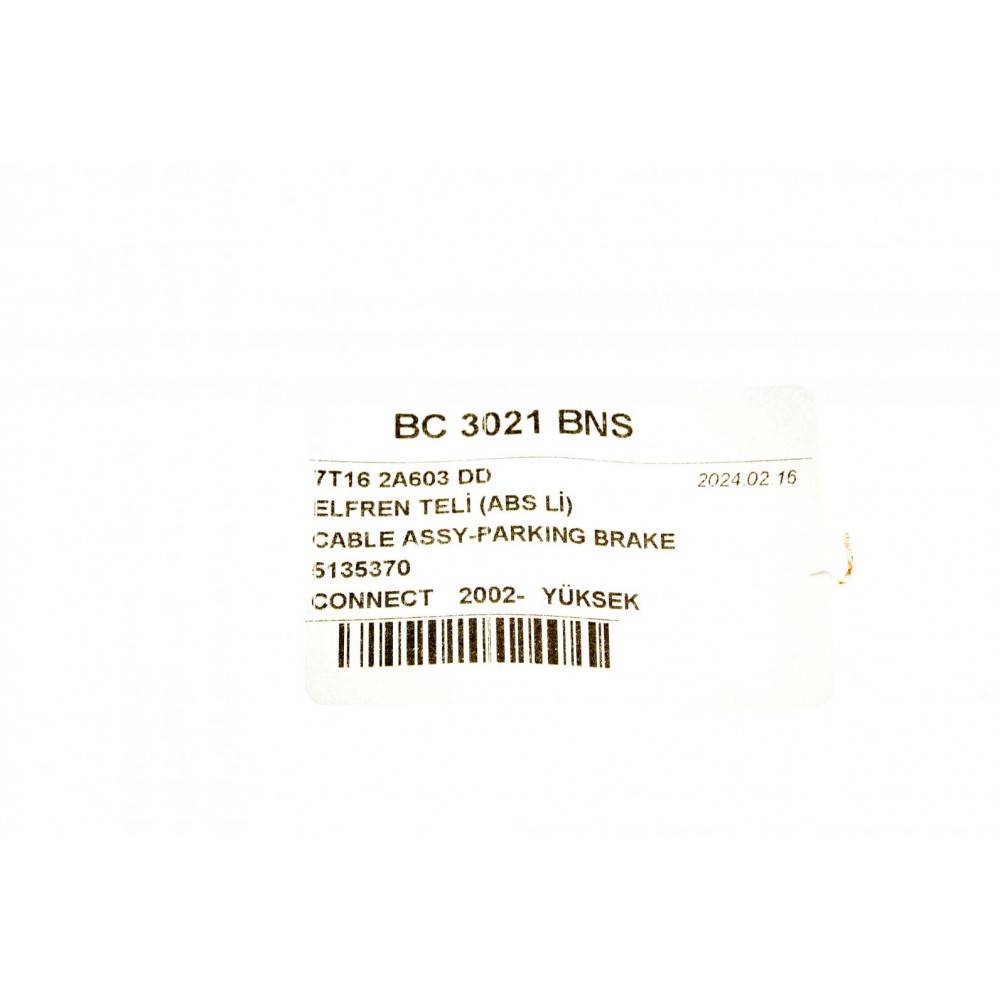 BC 3021 BNS
7T16 2A603 DD
2024.02.16
ELFREN TELİ (ABS Lİ)
CABLE ASSY-PARKING BRAKE
5135370
CONNECT 2002- YÜKSEK